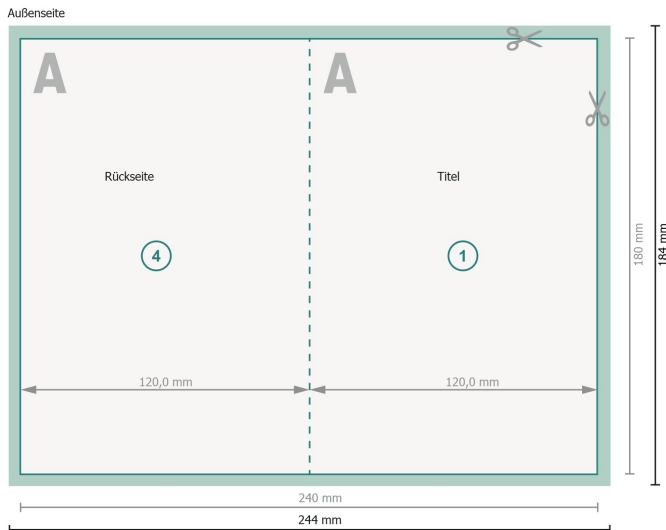 Außenseite
A
A
Rückseite
Titel
4
1
120,0 mm
120,0 mm
180 mm
184 mm
240 mm
244 mm